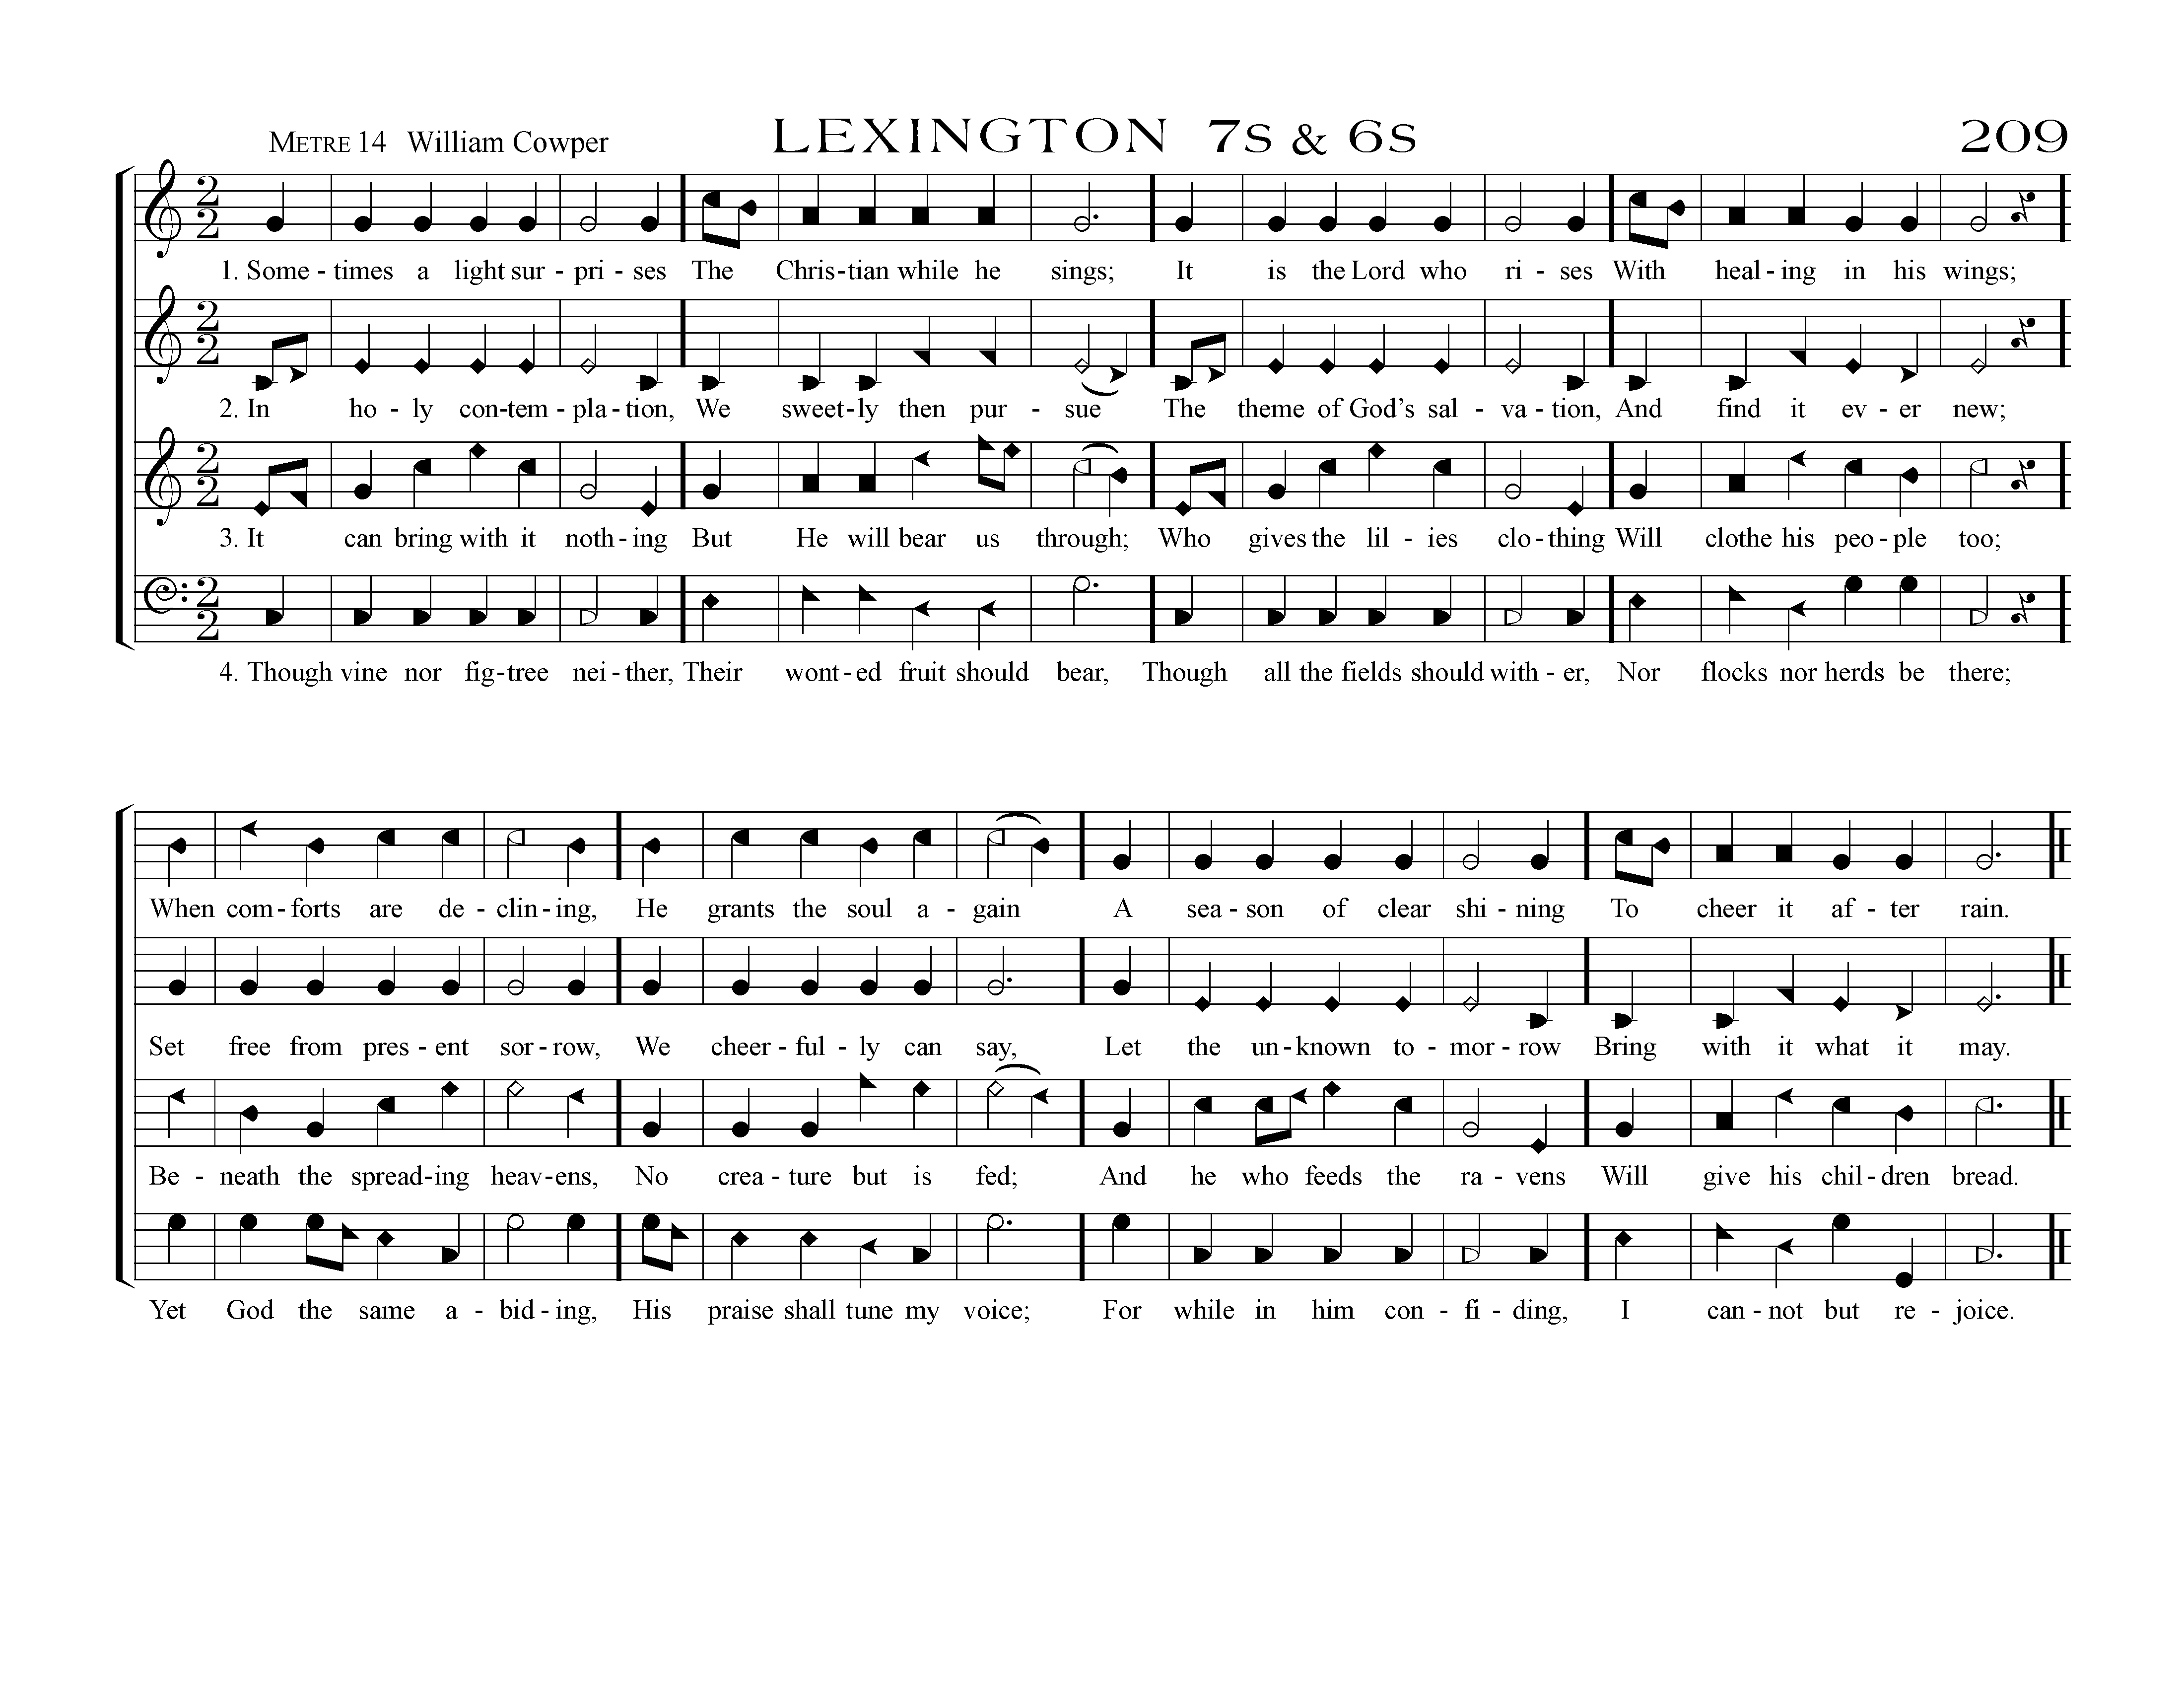 METRE 14 William Cowper LEXINGTON 7S & 6S 209
1. Some - times a light sur - pri - ses The Chris - tian while he sings; It is the Lord who ri - ses With heal - ing in his wings;
2. In ho - ly con - tem - pla - tion, We sweet - ly then pur - sue The theme of God’s sal - va - tion, And find it ev - er new;
3. It can bring with it noth - ing But He will bear us through; Who gives the lil - ies clo - thing Will clothe his peo - ple too;
4. Though vine nor fig - tree nei - ther, Their wont - ed fruit should bear, Though all the fields should with - er, Nor flocks nor herds be there;
When com - forts are de - clin - ing, He grants the soul a - gain A sea - son of clear shi - ning To cheer it af - ter rain.
Set free from pres - ent sor - row, We cheer - ful - ly can say, Let the un - known to - mor - row Bring with it what it may.
Be - neath the spread - ing heav - ens, No crea - ture but is fed; And he who feeds the ra - vens Will give his chil - dren bread.
Yet God the same a - bid - ing, His praise shall tune my voice; For while in him con - fi - ding, I can - not but re - joice.